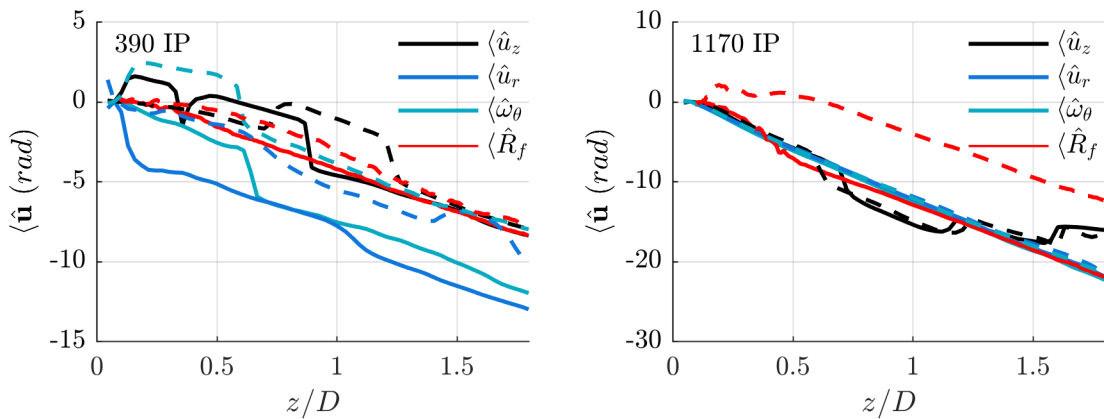 390 IP
⟨û_z
⟨û_r
⟨ω̂_θ
⟨R̂_f
5
0
-5
-10
-15
0
0.5
1
1.5
z/D
⟨û (rad)
1170 IP
⟨û_z
⟨û_r
⟨ω̂_θ
⟨R̂_f
10
0
-10
-20
-30
0
0.5
1
1.5
z/D
⟨û (rad)